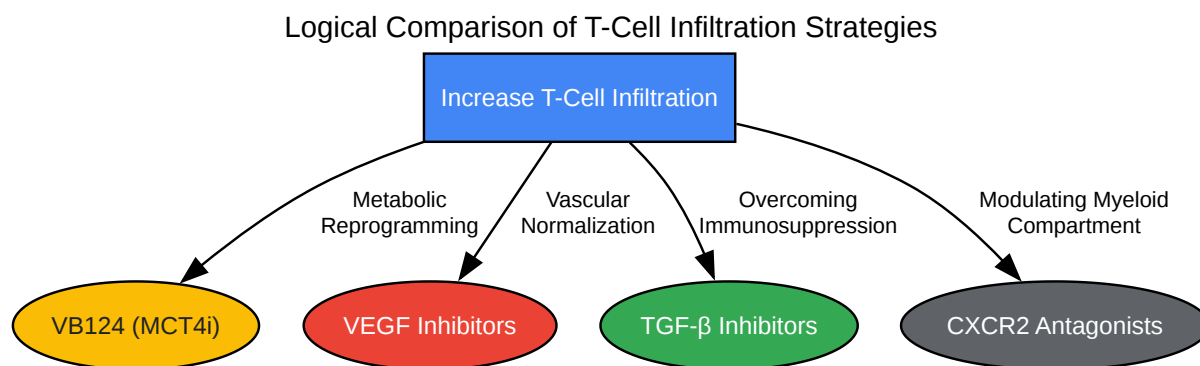 Logical Comparison of T-Cell Infiltration Strategies
Increase T-Cell Infiltration
Metabolic
Reprogramming
Vascular
Normalization
Overcoming
Immunosuppression
Modulating Myeloid
Compartment
VB124 (MCT4i)
VEGF Inhibitors
TGF-β Inhibitors
CXCR2 Antagonists